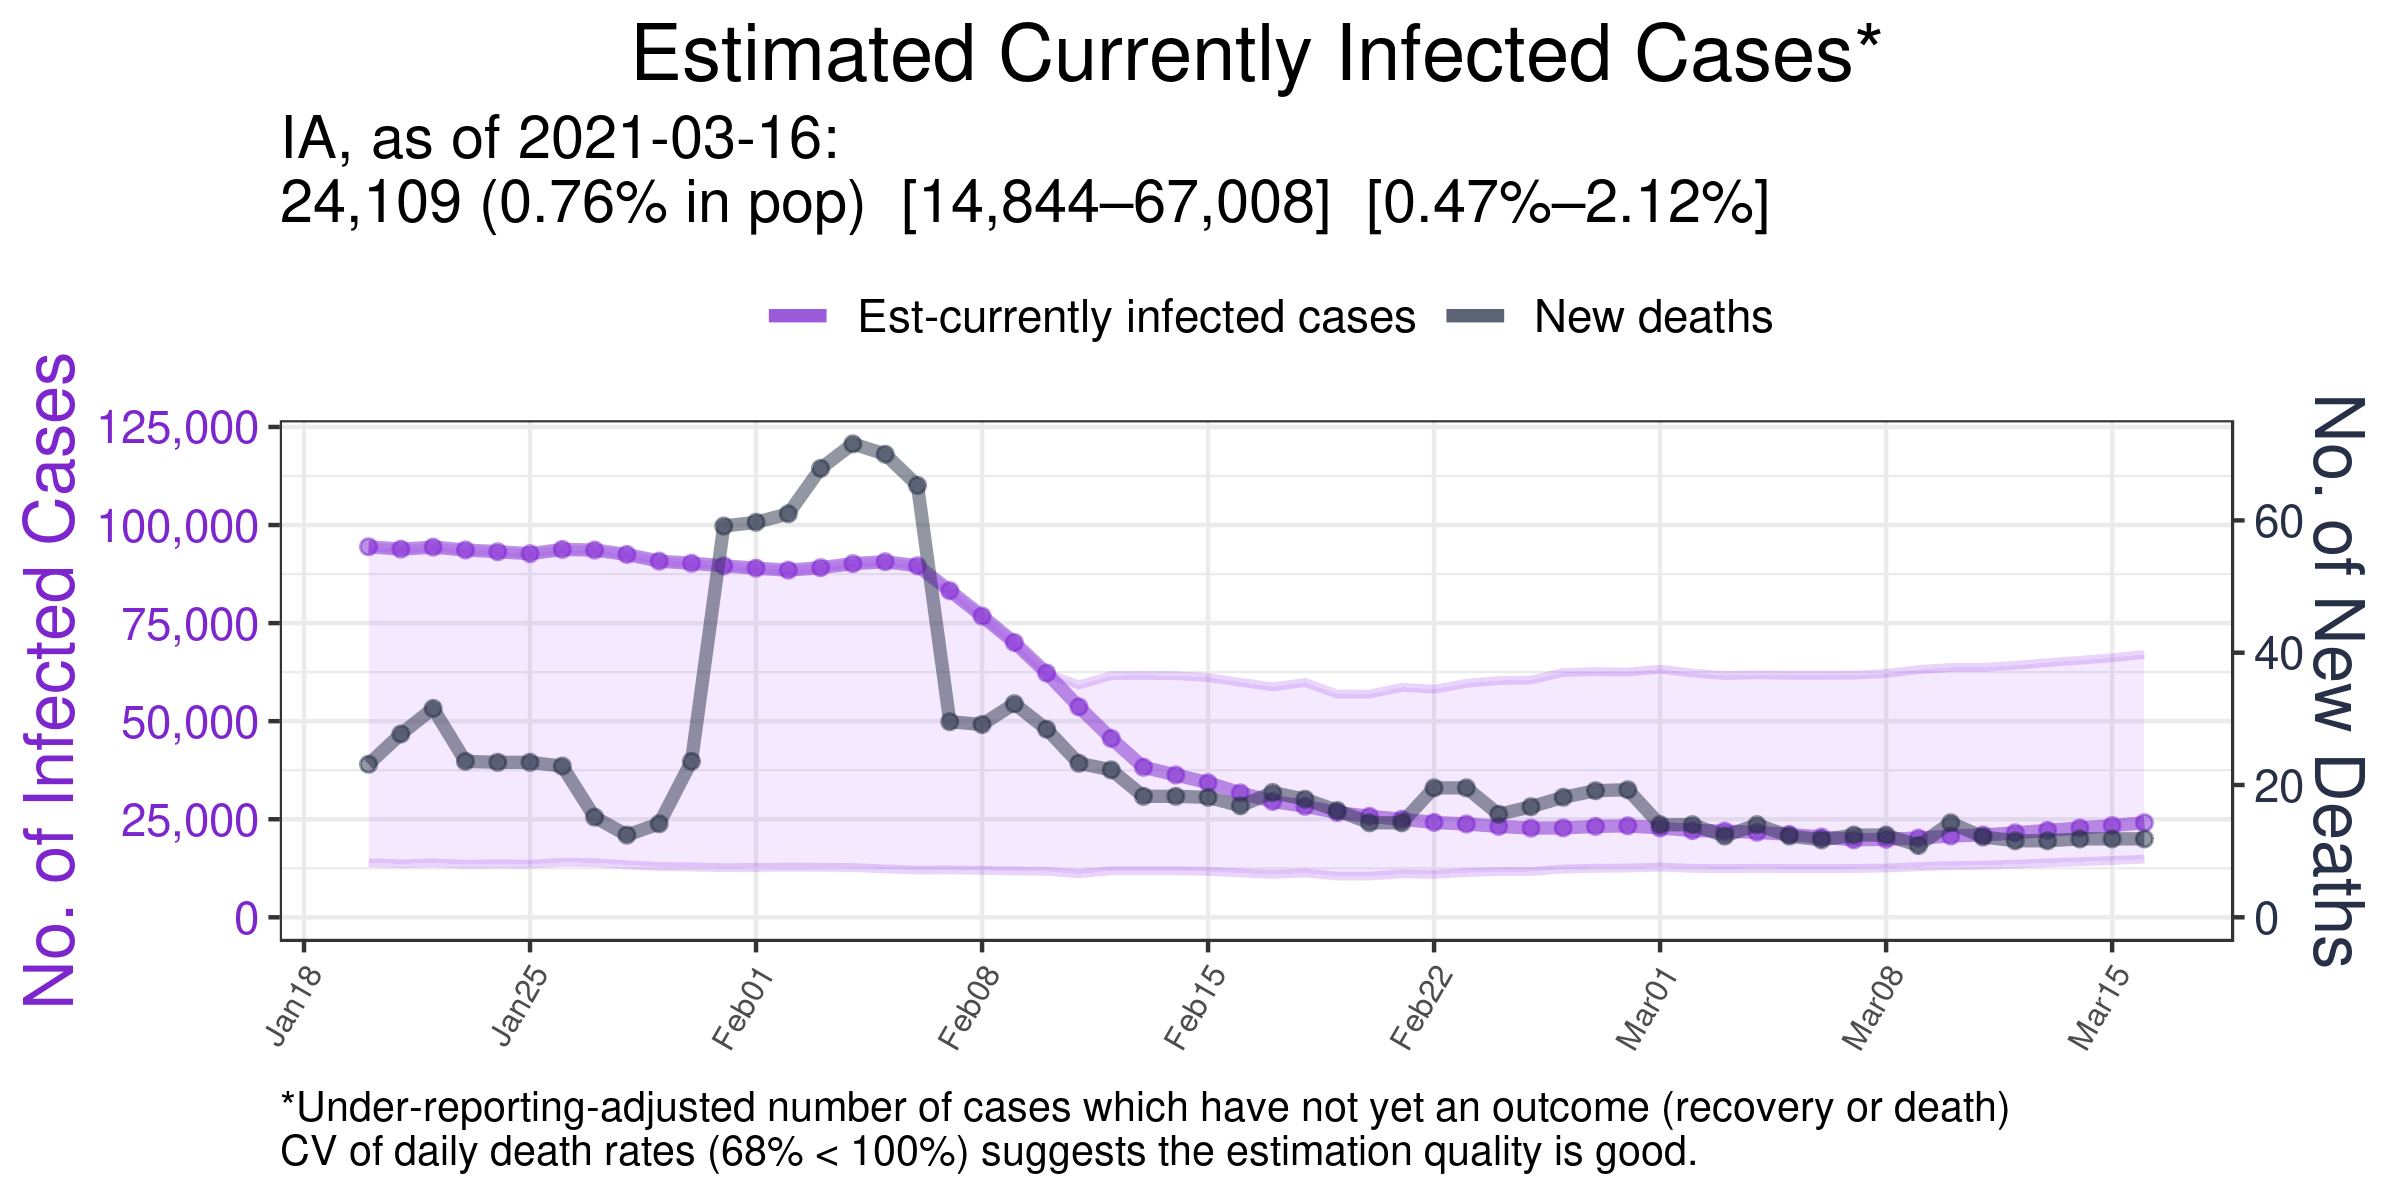 Estimated Currently Infected Cases*
IA, as of 2021-03-16:
24,109 (0.76% in pop) [14,844–67,008] [0.47%–2.12%]
Est-currently infected cases New deaths
No. of Infected Cases
125,000
100,000
75,000
50,000
25,000
0
60
40
20
0
No. of New Deaths
Jan18 Jan25 Feb01 Feb08 Feb15 Feb22 Mar01 Mar08 Mar15
*Under-reporting-adjusted number of cases which have not yet an outcome (recovery or death)
CV of daily death rates (68% < 100%) suggests the estimation quality is good.